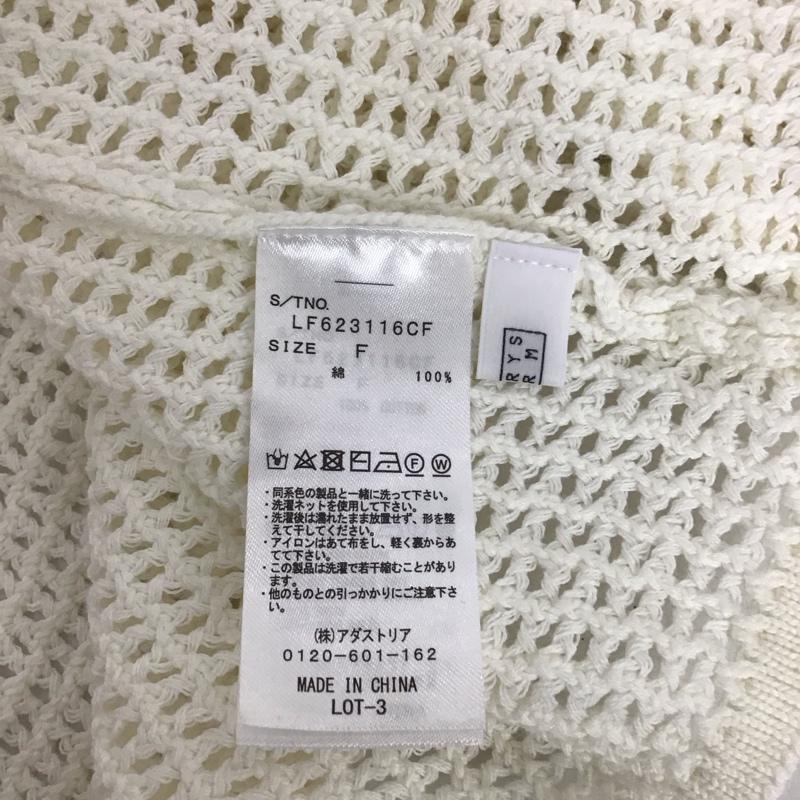 S/TNO.
LF623116CF
SIZE F
綿 100%
F W
・同系色の製品と一緒に洗って下さい。
・洗濯ネットを使用して下さい。
・洗濯後は濡れたまま放置せず、形を整
えて干してください。
・アイロンはあて布をし、軽く裏からあ
てて下さい。
・この製品は洗濯で若干縮むことがあり
ます。
・他のものとの引っかかりにご注意下さ
い。
(株)アダストリア
0120-601-162
MADE IN CHINA
LOT-3
RYS
RM